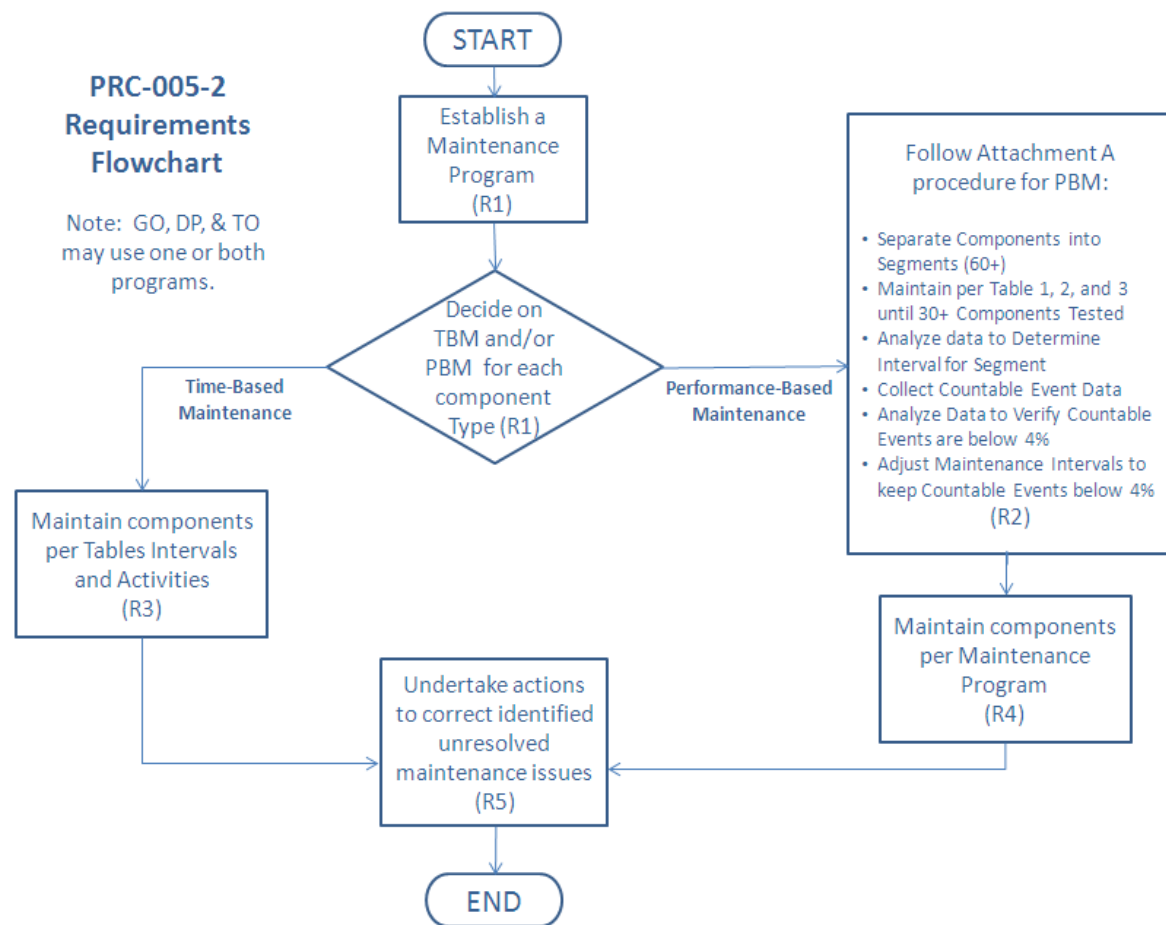 START
PRC-005-2
Requirements
Flowchart
Note: GO, DP, & TO
may use one or both
programs.
Establish a
Maintenance
Program
(R1)
Decide on
TBM and/or
PBM for each
component
Type (R1)
Time-Based
Maintenance
Performance-Based
Maintenance
Follow Attachment A
procedure for PBM:
• Separate Components into
Segments (60+)
• Maintain per Table 1, 2, and 3
until 30+ Components Tested
• Analyze data to Determine
Interval for Segment
• Collect Countable Event Data
• Analyze Data to Verify Countable
Events are below 4%
• Adjust Maintenance Intervals to
keep Countable Events below 4%
(R2)
Maintain components
per Tables Intervals
and Activities
(R3)
Maintain components
per Maintenance
Program
(R4)
Undertake actions
to correct identified
unresolved
maintenance issues
(R5)
END